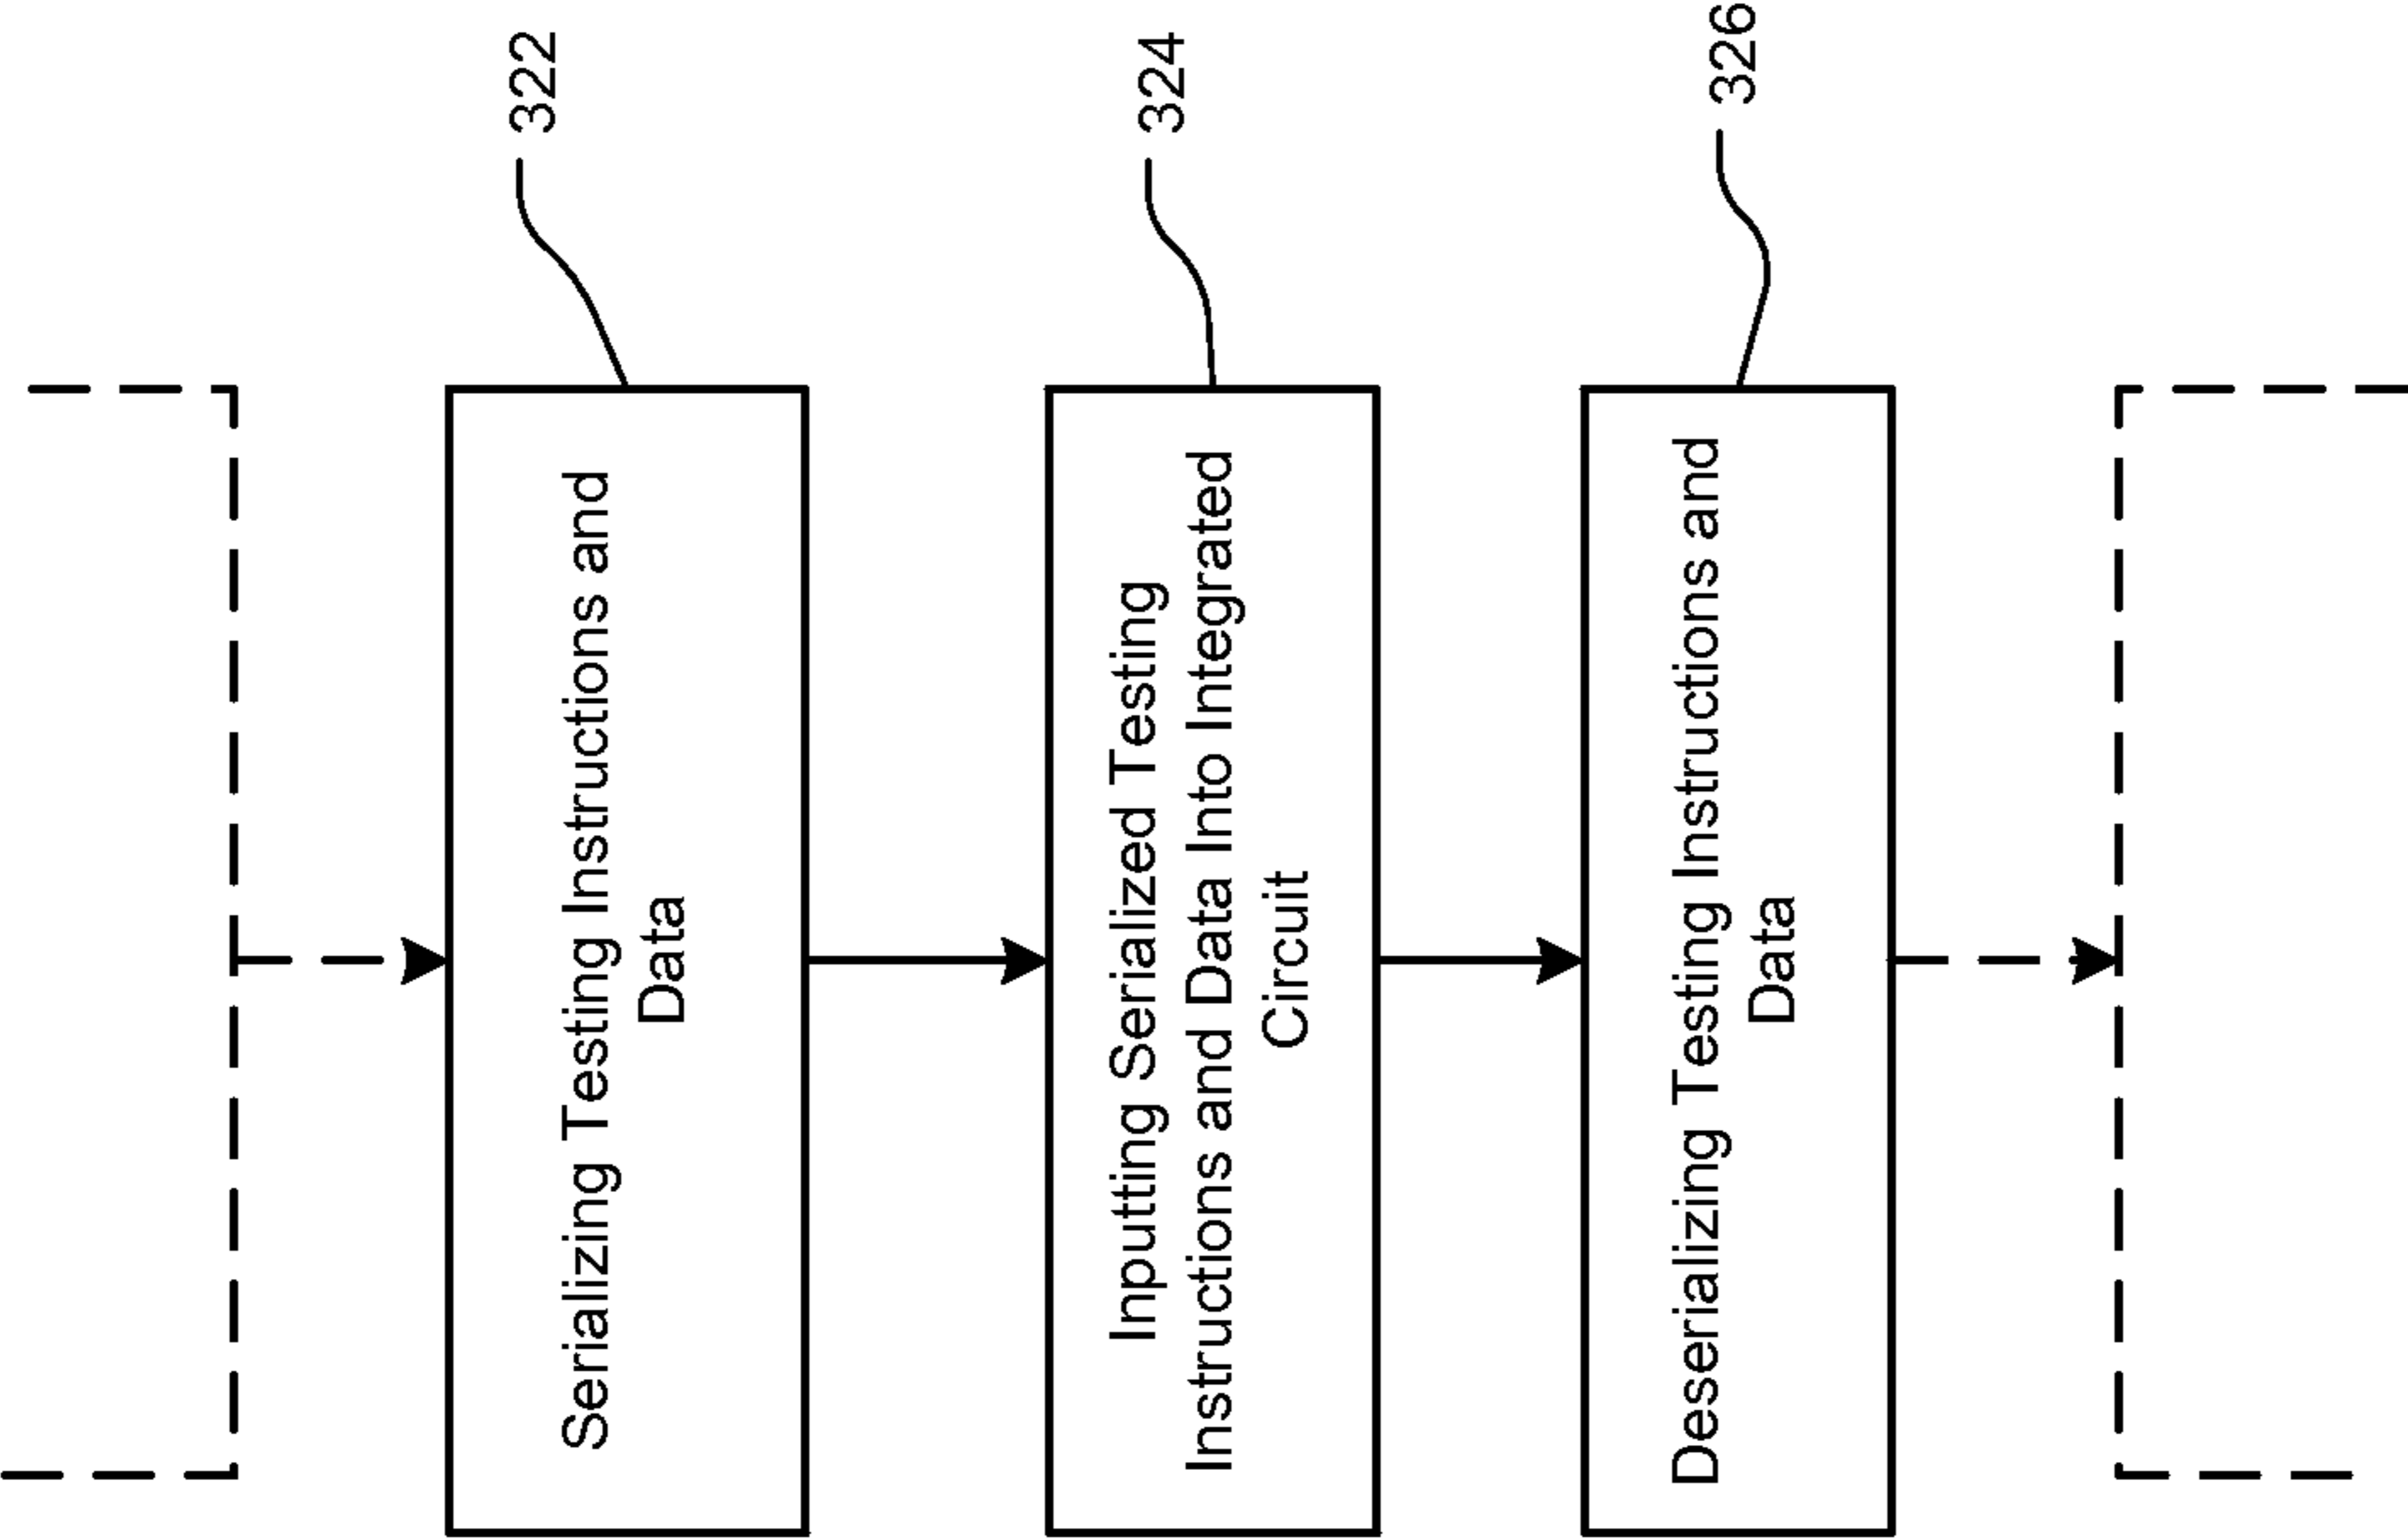 322
Serializing Testing Instructions and
Data
324
Inputing Serialized Testing
Instructions and Data Into Integrated
Circuit
326
Deserializing Testing Instructions and
Data